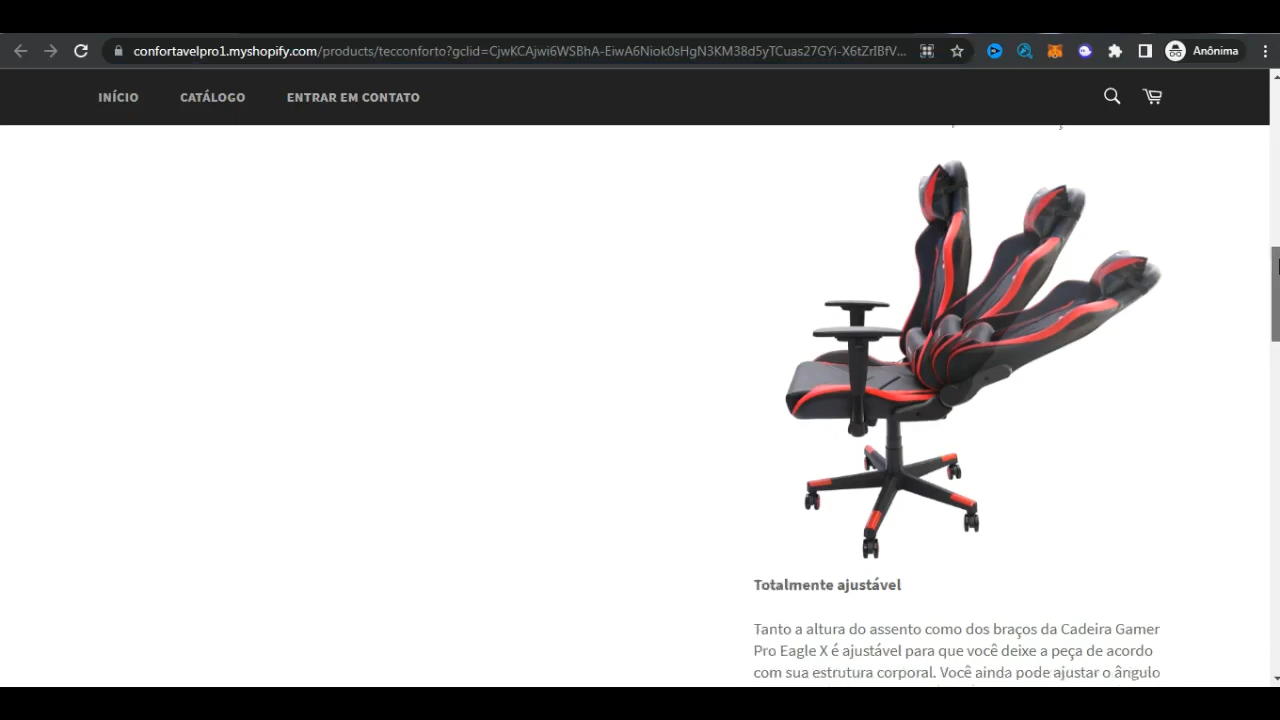 confortavelpro1.myshopify.com/products/tecconforto?gclid=CjwKCAjwi6WSBhA-EiwA6Niok0sHgN3KM38d5yTCuas27GYi-X6tZrIBfV...
Anônima
INÍCIO CATÁLOGO ENTRAR EM CONTATO
Totalmente ajustável
Tanto a altura do assento como dos braços da Cadeira Gamer
Pro Eagle X é ajustável para que você deixe a peça de acordo
com sua estrutura corporal. Você ainda pode ajustar o ângulo